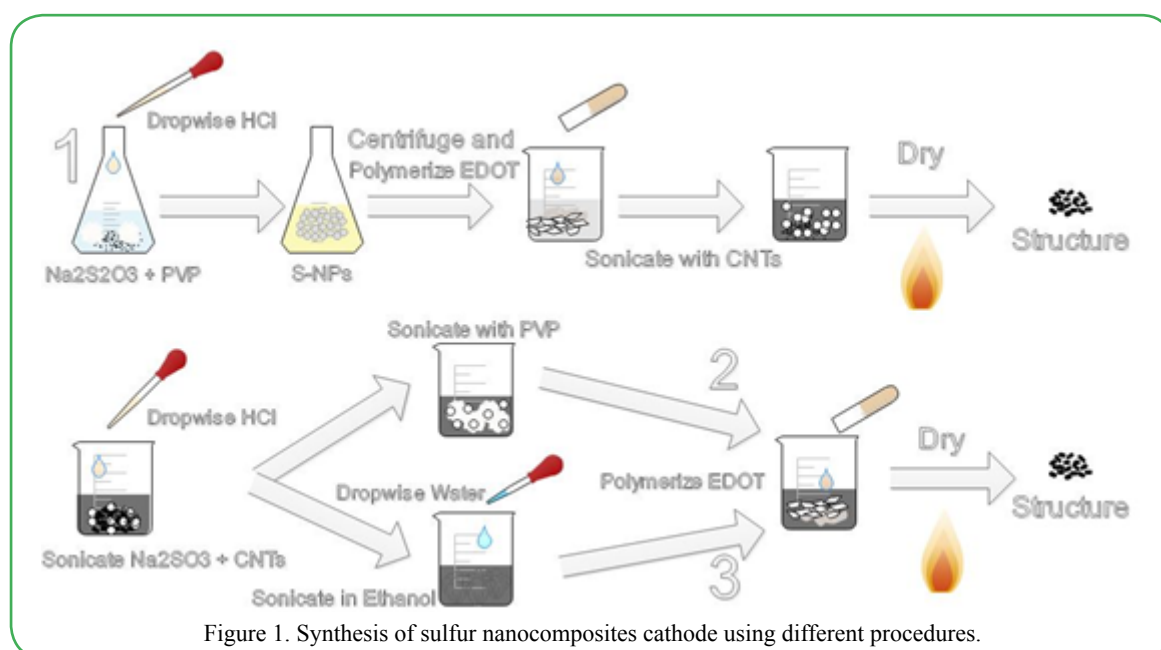 Dropwise HCl
1
Centrifuge and
Polymerize EDOT
Dry
Na2S2O3 + PVP
S-NPs
Sonicate with CNTs
Structure
Sonicate with PVP
2
Dropwise HCl
Dropwise Water
Polymerize EDOT
Dry
Structure
Sonicate Na2SO3 + CNTs
Sonicate in Ethanol
3
Figure 1. Synthesis of sulfur nanocomposites cathode using different procedures.